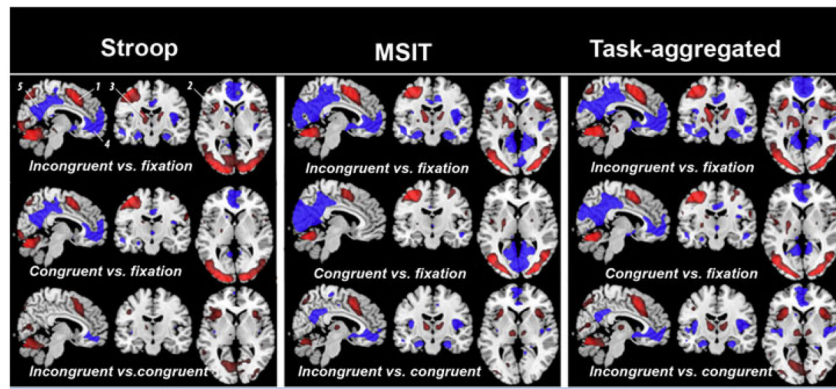 Stroop
MSIT
Task-aggregated
5
1
3
2
4
Incongruent vs. fixation
Incongruent vs. fixation
Incongruent vs. fixation
Congruent vs. fixation
Congruent vs. fixation
Congruent vs. fixation
Incongruent vs.congruent
Incongruent vs. congruent
Incongruent vs. congurent